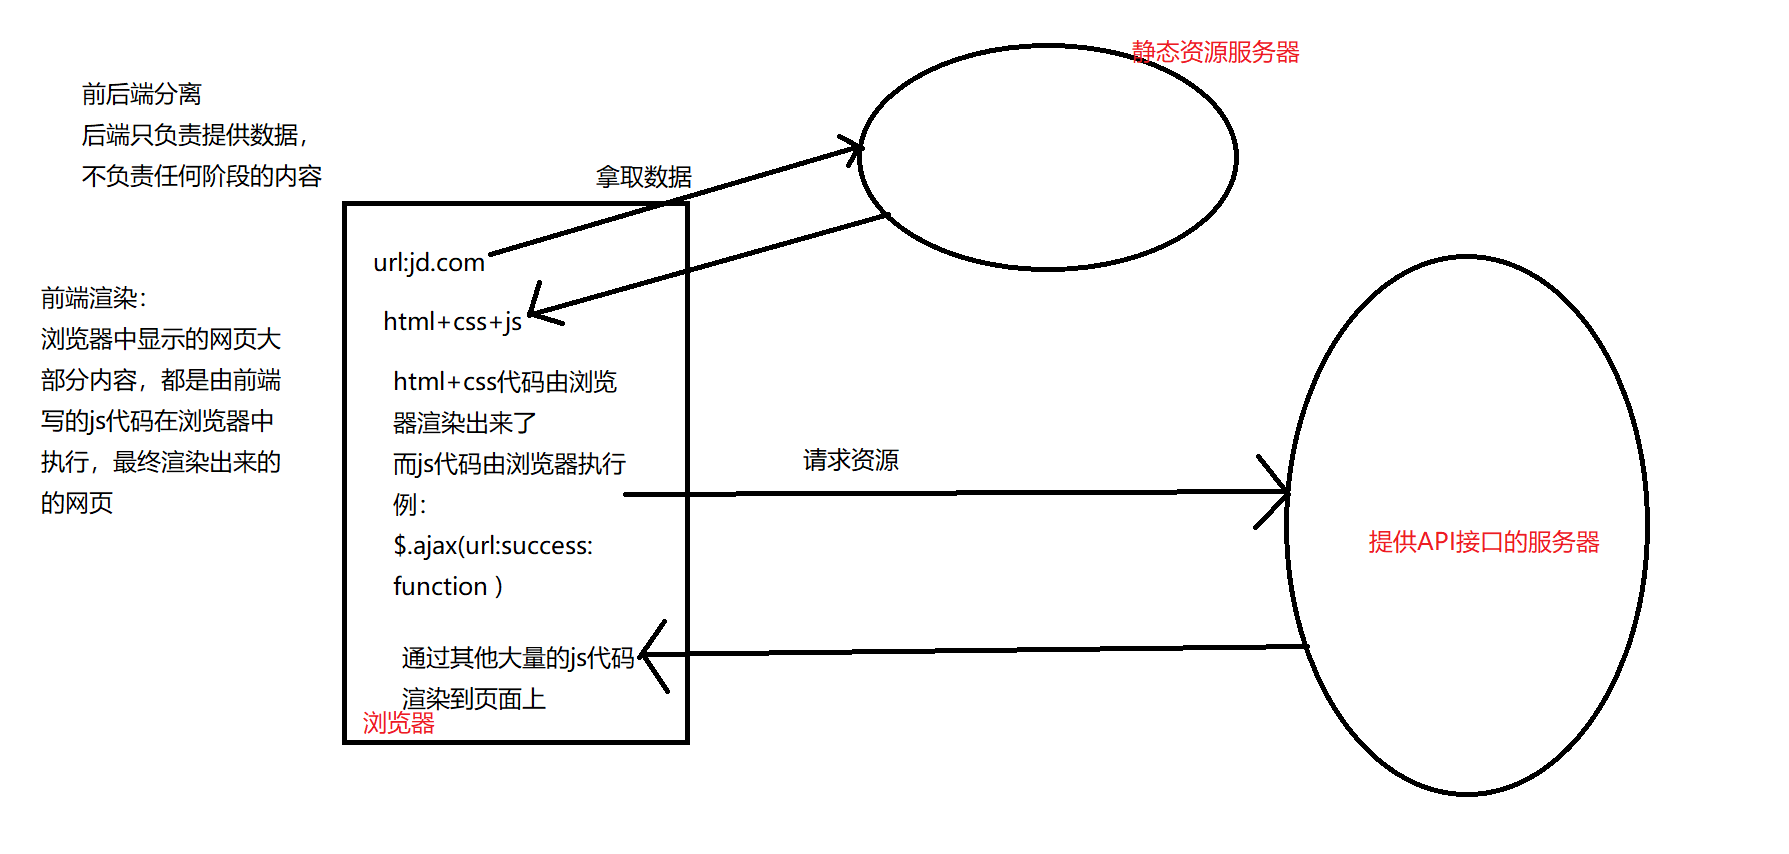 静态资源服务器
前后端分离
后端只负责提供数据，
不负责任何阶段的内容
拿取数据
url:jd.com
前端渲染：
浏览器中显示的网页大
部分内容，都是由前端
写的js代码在浏览器中
执行，最终渲染出来的
的网页
html+css+js
html+css代码由浏览
器渲染出来了
而js代码由浏览器执行
例：
$.ajax(url:success:
function )
请求资源
提供API接口的服务器
通过其他大量的js代码
渲染到页面上
浏览器